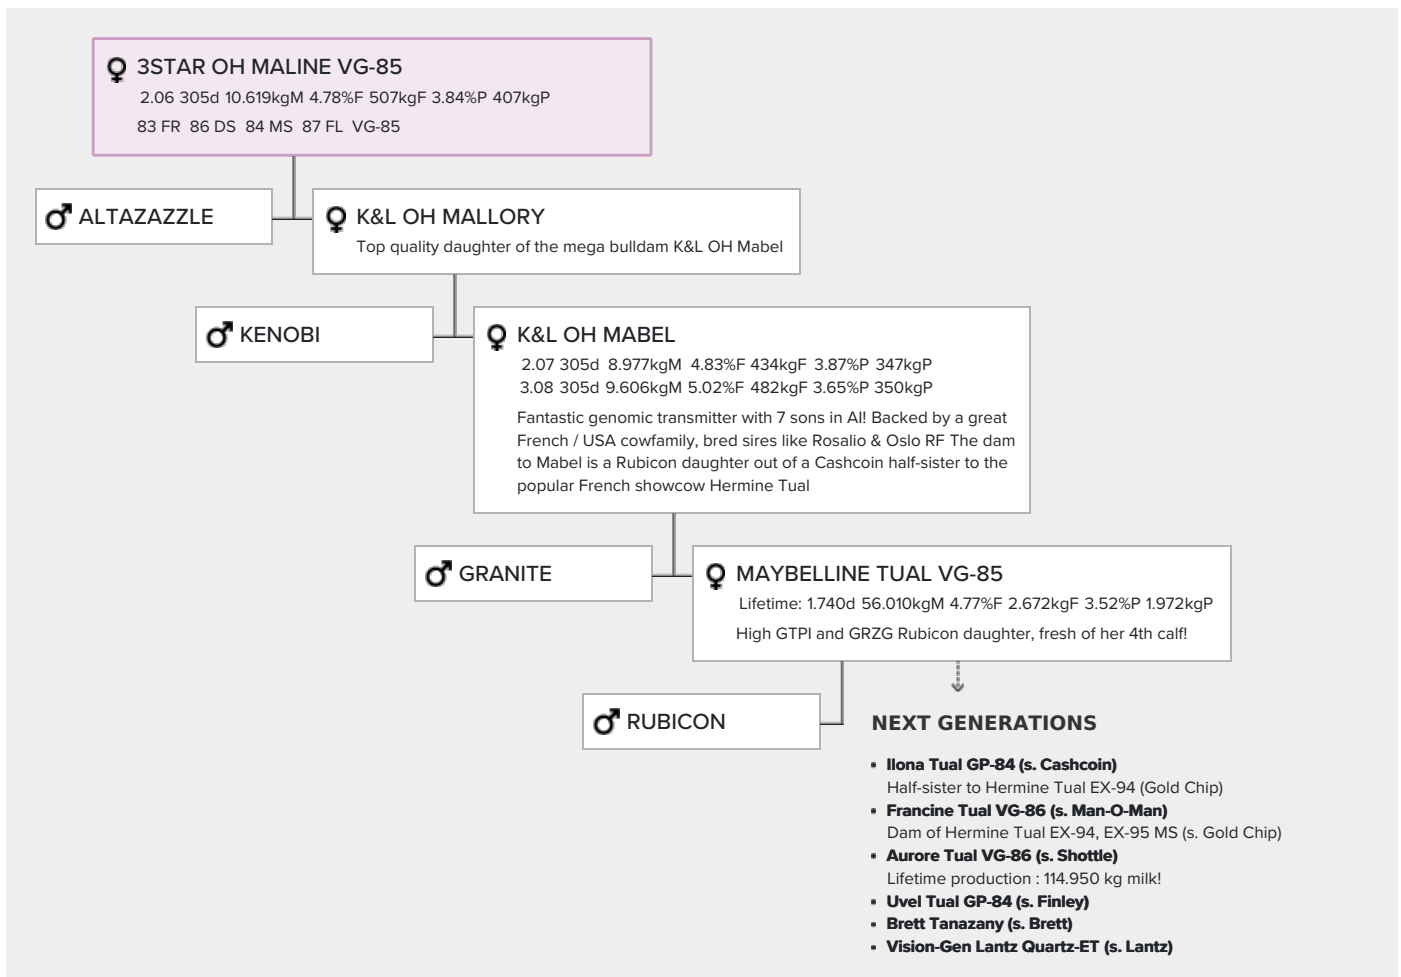 3STAR OH MALINE VG-85
2.06 305d 10.619kgM 4.78%F 507kgF 3.84%P 407kgP
83 FR 86 DS 84 MS 87 FL VG-85
ALTAZAZZLE
K&L OH MALLORY
Top quality daughter of the mega bulldam K&L OH Mabel
KENOBI
K&L OH MABEL
2.07 305d 8.977kgM 4.83%F 434kgF 3.87%P 347kgP
3.08 305d 9.606kgM 5.02%F 482kgF 3.65%P 350kgP
Fantastic genomic transmitter with 7 sons in AI! Backed by a great
French / USA cowfamily, bred sires like Rosalio & Oslo RF The dam
to Mabel is a Rubicon daughter out of a Cashcoin half-sister to the
popular French showcow Hermine Tual
GRANITE
MAYBELLINE TUAL VG-85
Lifetime: 1.740d 56.010kgM 4.77%F 2.672kgF 3.52%P 1.972kgP
High GTPI and GRZG Rubicon daughter, fresh of her 4th calf!
RUBICON
NEXT GENERATIONS
Ilona Tual GP-84 (s. Cashcoin)
Half-sister to Hermine Tual EX-94 (Gold Chip)
Francine Tual VG-86 (s. Man-O-Man)
Dam of Hermine Tual EX-94, EX-95 MS (s. Gold Chip)
Aurore Tual VG-86 (s. Shottle)
Lifetime production : 114.950 kg milk!
Uvel Tual GP-84 (s. Finley)
Brett Tanazany (s. Brett)
Vision-Gen Lantz Quartz-ET (s. Lantz)